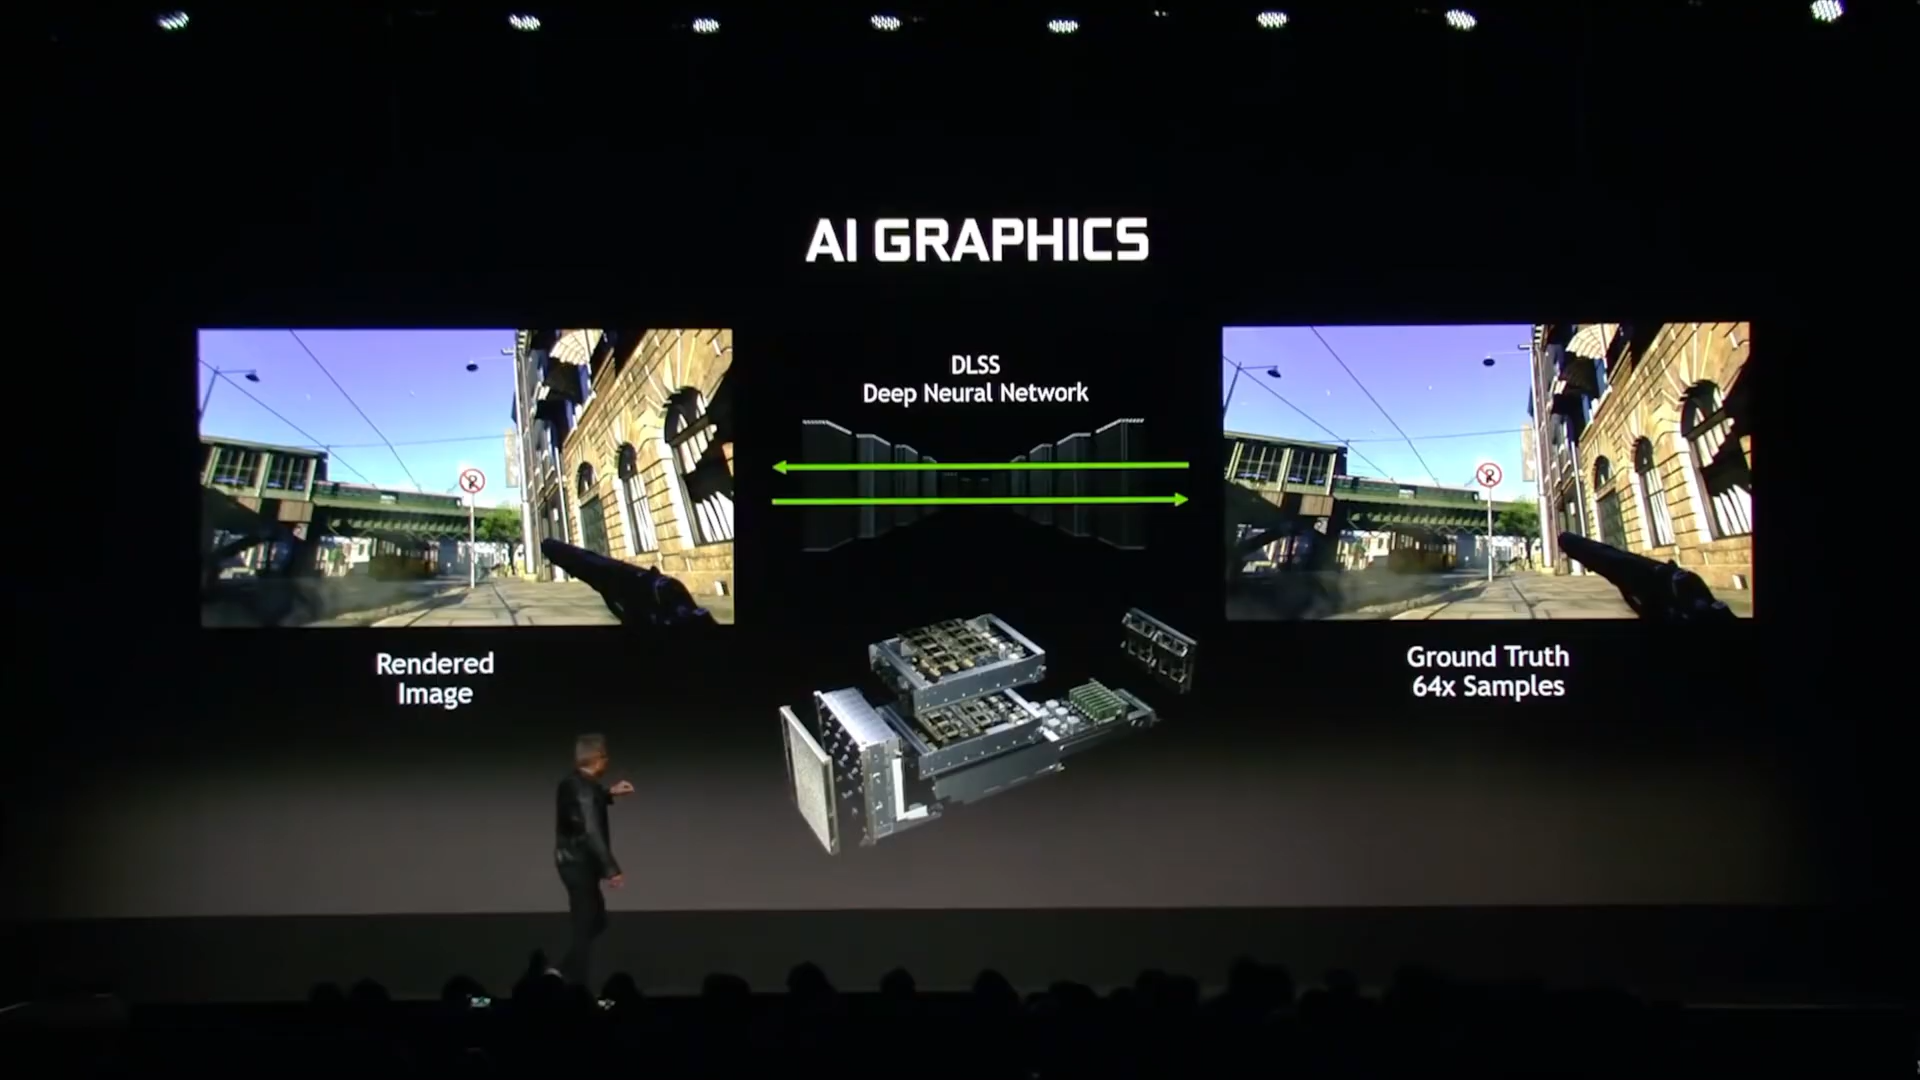 AI GRAPHICS
DLSS
Deep Neural Network
Rendered
Image
Ground Truth
64x Samples